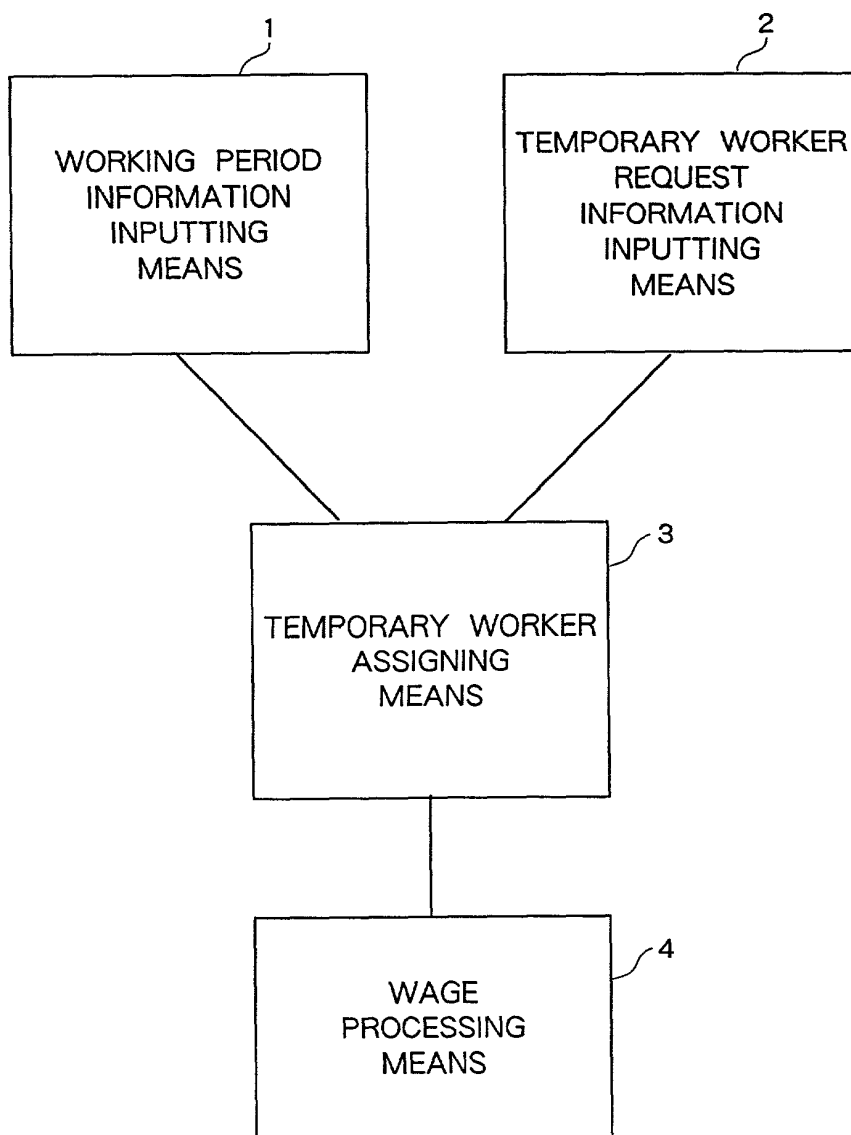 1
WORKING PERIOD
INFORMATION
INPUTTING
MEANS
2
TEMPORARY WORKER
REQUEST
INFORMATION
INPUTTING
MEANS
3
TEMPORARY WORKER
ASSIGNING
MEANS
4
WAGE
PROCESSING
MEANS